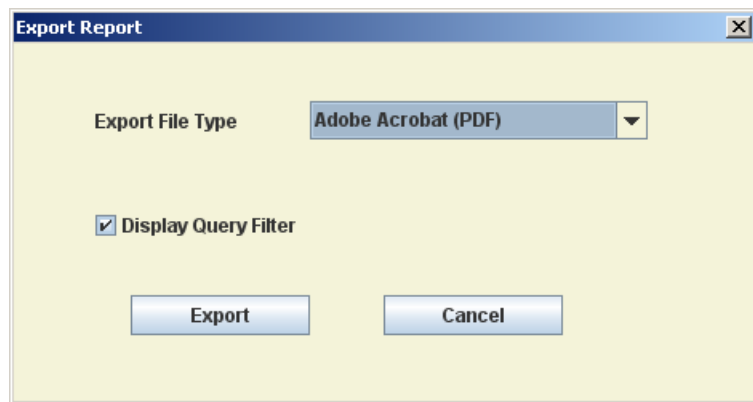 Export Report
Export File Type
Adobe Acrobat (PDF)
Display Query Filter
Export
Cancel